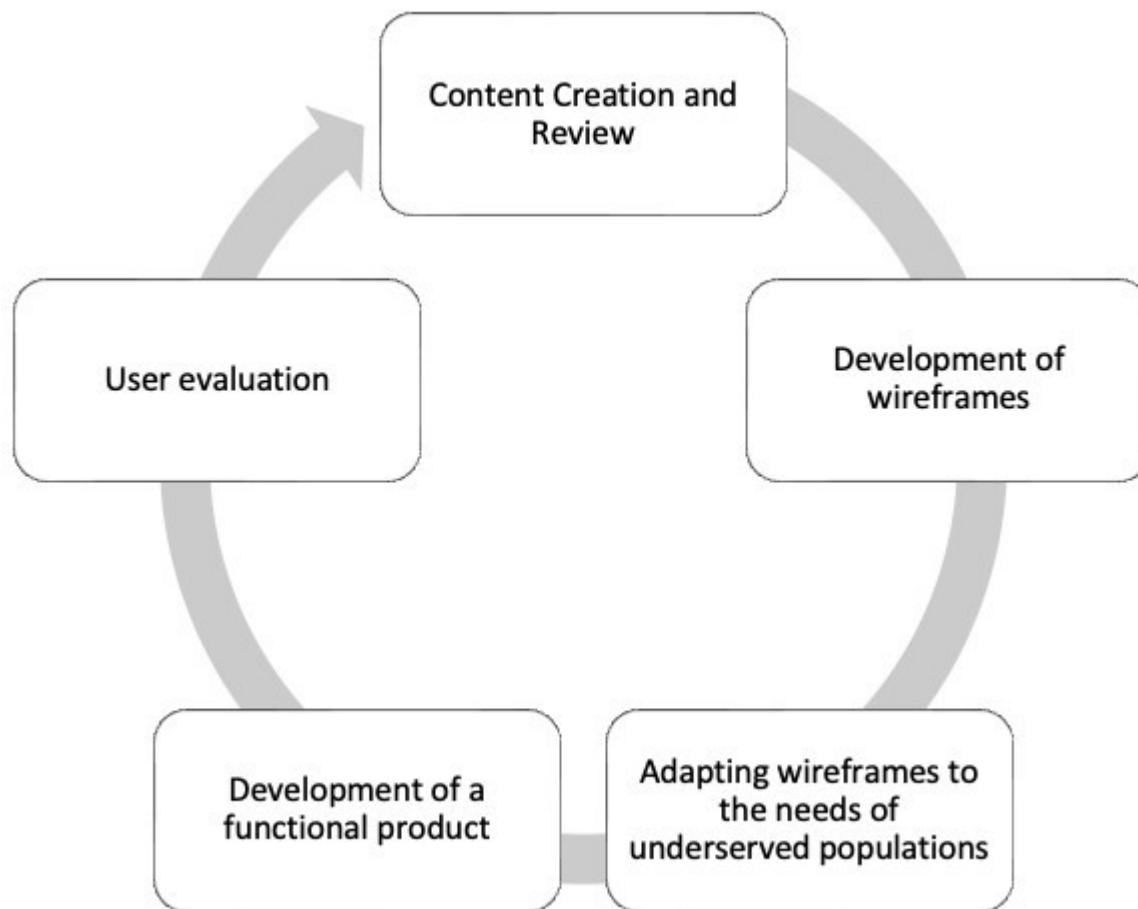 Content Creation and
Review
Development of
wireframes
Adapting wireframes to
the needs of
underserved populations
Development of a
functional product
User evaluation